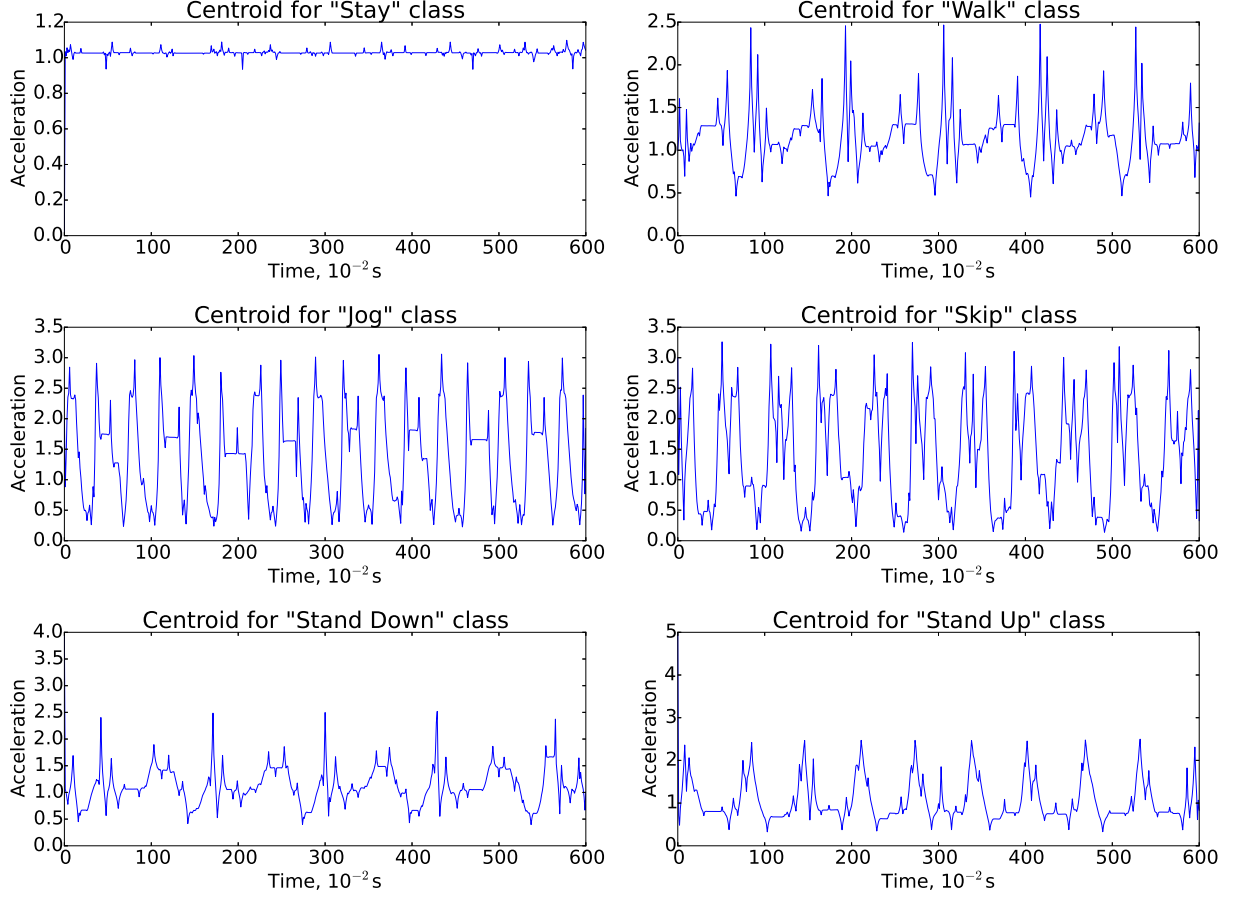 Centroid for "Stay" class
Acceleration
1.2
1.0
0.8
0.6
0.4
0.2
0.0
0 100 200 300 400 500 600
Time, 10⁻² s
Centroid for "Walk" class
Acceleration
2.5
2.0
1.5
1.0
0.5
0.0
0 100 200 300 400 500 600
Time, 10⁻² s
Centroid for "Jog" class
Acceleration
3.5
3.0
2.5
2.0
1.5
1.0
0.5
0.0
0 100 200 300 400 500 600
Time, 10⁻² s
Centroid for "Skip" class
Acceleration
3.5
3.0
2.5
2.0
1.5
1.0
0.5
0.0
0 100 200 300 400 500 600
Time, 10⁻² s
Centroid for "Stand Down" class
Acceleration
4.0
3.5
3.0
2.5
2.0
1.5
1.0
0.5
0.0
0 100 200 300 400 500 600
Time, 10⁻² s
Centroid for "Stand Up" class
Acceleration
5
4
3
2
1
0
0 100 200 300 400 500 600
Time, 10⁻² s